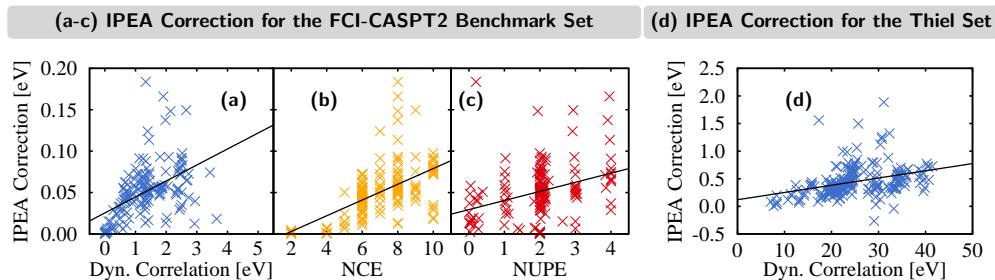 (a-c) IPEA Correction for the FCI-CASPT2 Benchmark Set
(d) IPEA Correction for the Thiel Set
IPEA Correction [eV]
0.20
0.15
0.10
0.05
0.00
(a)
(b)
(c)
0 1 2 3 4 5
2 4 6 8 10
0 1 2 3 4
Dyn. Correlation [eV]
NCE
NUPE
IPEA Correction [eV]
2.5
2.0
1.5
1.0
0.5
0.0
-0.5
(d)
0 10 20 30 40 50
Dyn. Correlation [eV]